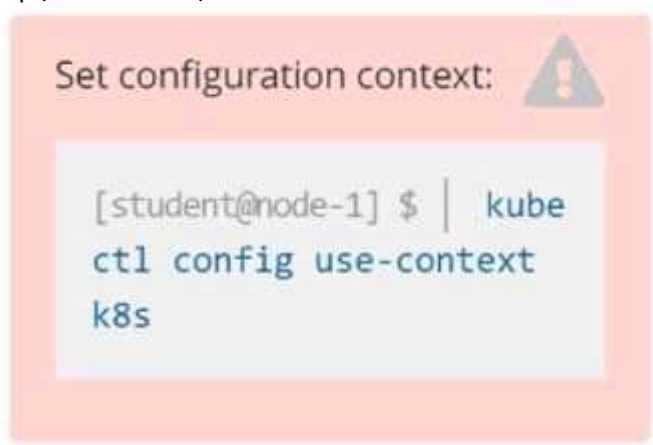 Set configuration context:
[student@node-1] $ | kube
ctl config use-context
k8s